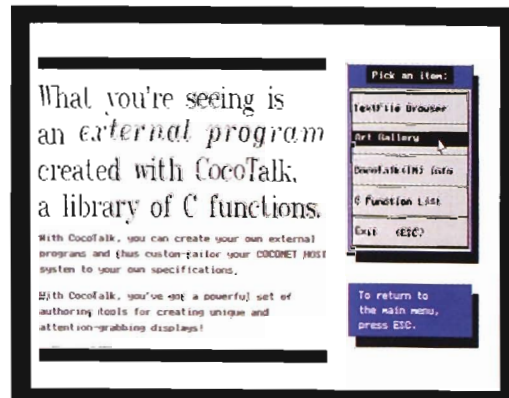 What you're seeing is
an external program
created with CocoTalk,
a library of C functions.
With CocoTalk, you can create your own external
programs and thus custom-tailor your COCONET HOST
system to your own specifications.
With CocoTalk, you've got a powerful set of
authoring tools for creating unique and
attention-grabbing displays!
Pick an item:
TextFile Browser
Art Gallery
CocoTalk(TM) Info
C Function List
Exit (ESC)
To return to
the main menu,
press ESC.